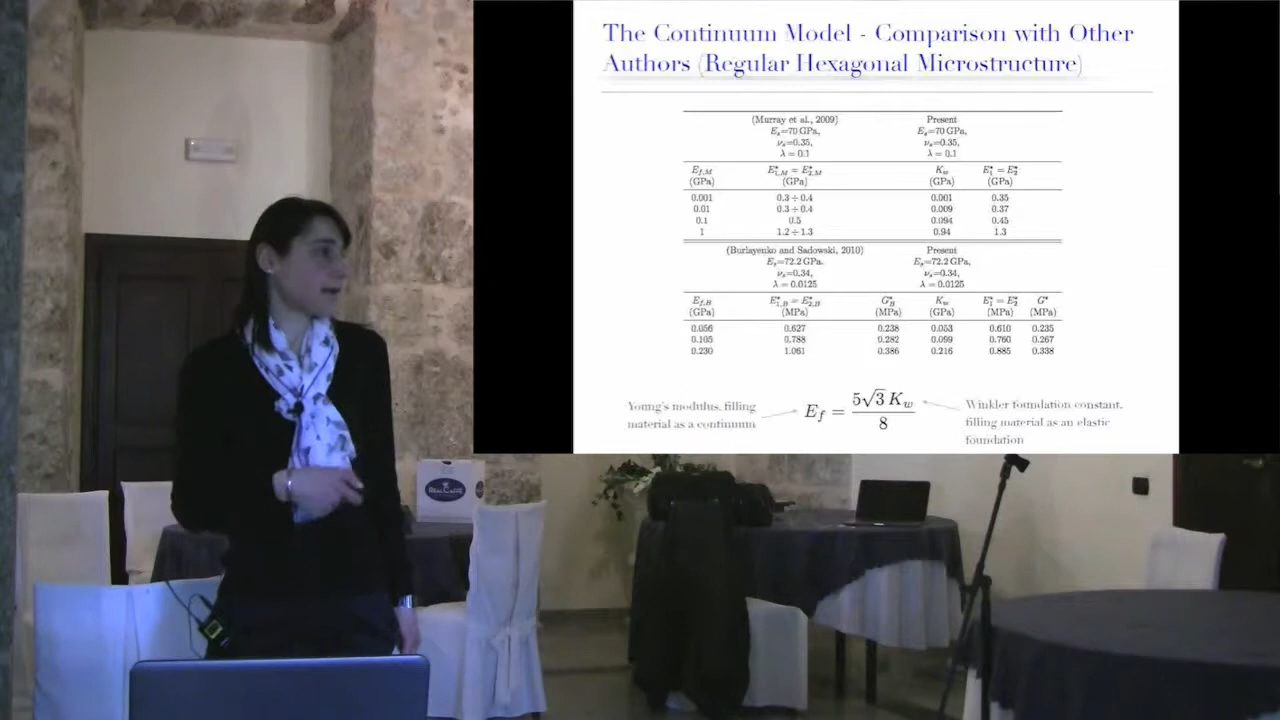 The Continuum Model - Comparison with Other
Authors (Regular Hexagonal Microstructure)
(Murray et al., 2009) Present
E_s=70 GPa, E_s=70 GPa,
ν_s=0.35, ν_s=0.35,
λ = 0.1 λ = 0.1
E_{f,M} E*_{1,M} = E*_{2,M} K_w E*_1 = E*_2
(GPa) (GPa) (GPa) (GPa)
0.001 0.3 ÷ 0.4 0.001 0.35
0.01 0.3 ÷ 0.4 0.009 0.37
0.1 0.5 0.094 0.45
1 1.2 ÷ 1.3 0.94 1.3
(Burlayenko and Sadowski, 2010) Present
E_s=72.2 GPa. E_s=72.2 GPa,
ν_s=0.34, ν_s=0.34,
λ = 0.0125 λ = 0.0125
E_{f,B} E*_{1,B} = E*_{2,B} G*_B K_w E*_1 = E*_2 G*
(GPa) (MPa) (MPa) (GPa) (MPa) (MPa)
0.056 0.627 0.238 0.053 0.610 0.235
0.105 0.788 0.282 0.099 0.760 0.267
0.230 1.061 0.386 0.216 0.885 0.338
Young's modulus, filling
material as a continuum
E_f = 5√3 K_w / 8
Winkler foundation constant,
filling material as an elastic
foundation
REALCAFFÈ